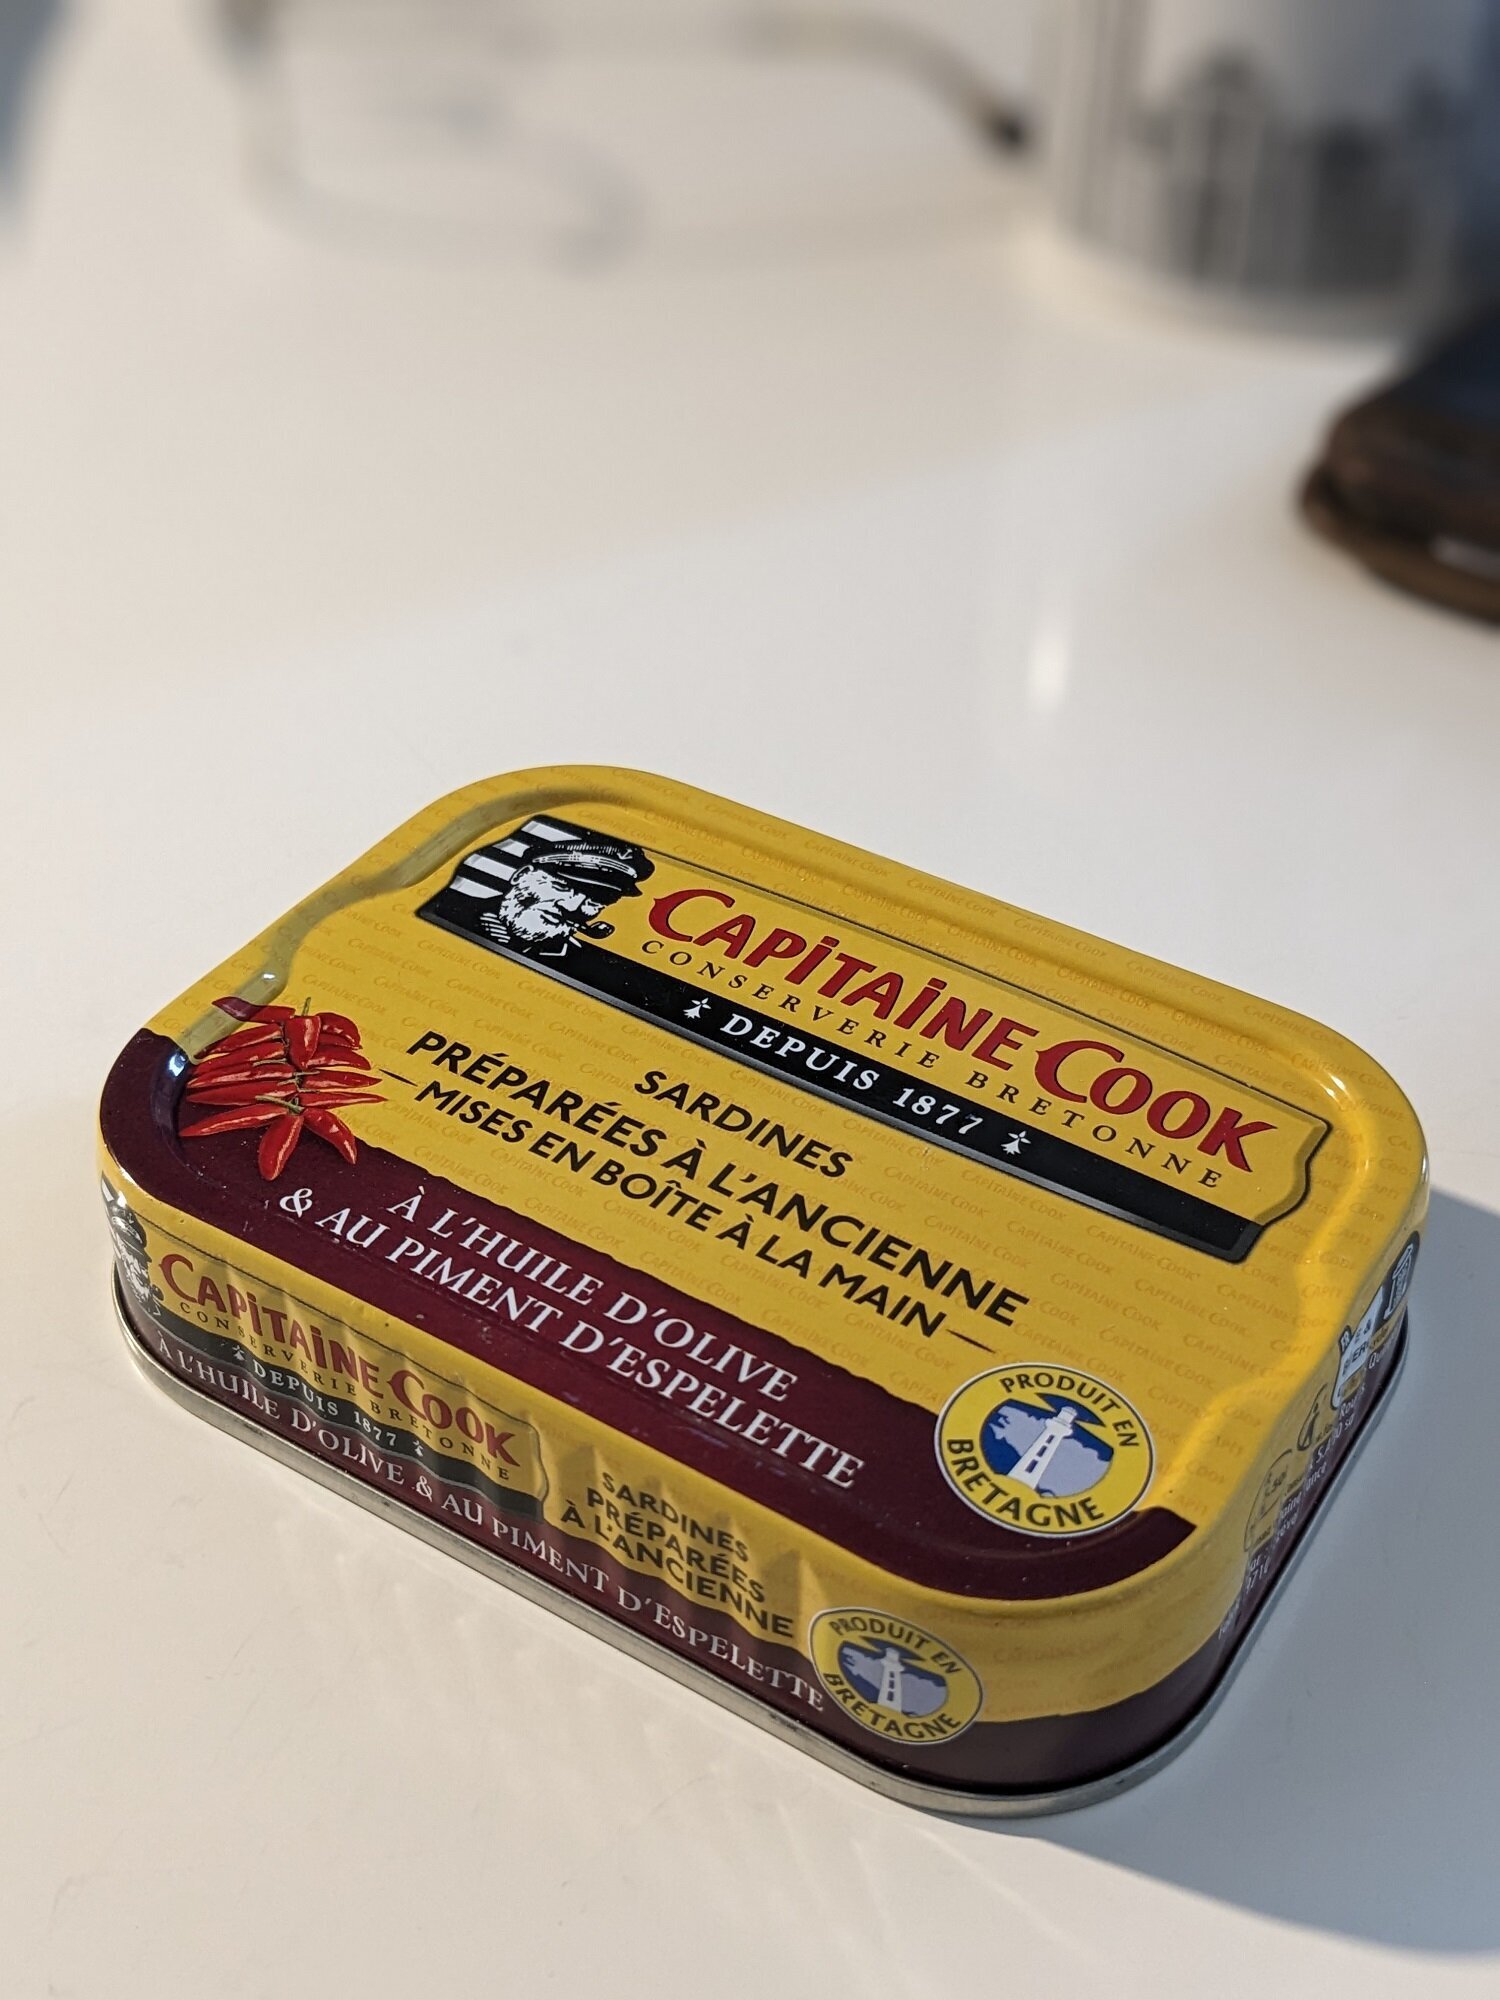 CAPITAINE COOK
CONSERVERIE BRETONNE
DEPUIS 1877
SARDINES
PRÉPARÉES À L'ANCIENNE
MISES EN BOÎTE À LA MAIN
À L'HUILE D'OLIVE
& AU PIMENT D'ESPELETTE
PRODUIT EN
BRETAGNE
CAPITAINE COOK
CONSERVERIE BRETONNE
DEPUIS 1877
À L'HUILE D'OLIVE & AU PIMENT D'ESPELETTE
SARDINES
PRÉPARÉES
À L'ANCIENNE
PRODUIT EN
BRETAGNE